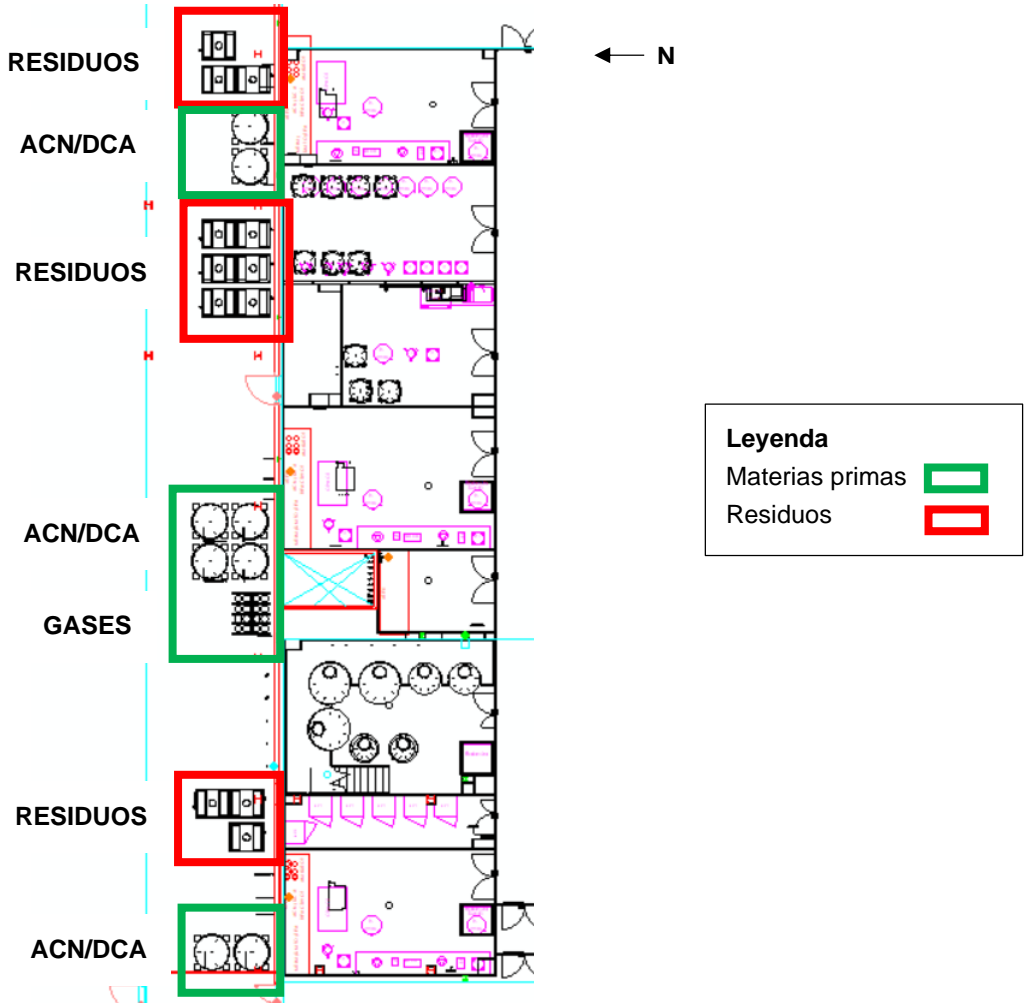 RESIDUOS
N
ACN/DCA
RESIDUOS
Leyenda
Materias primas
Residuos
ACN/DCA
GASES
RESIDUOS
ACN/DCA